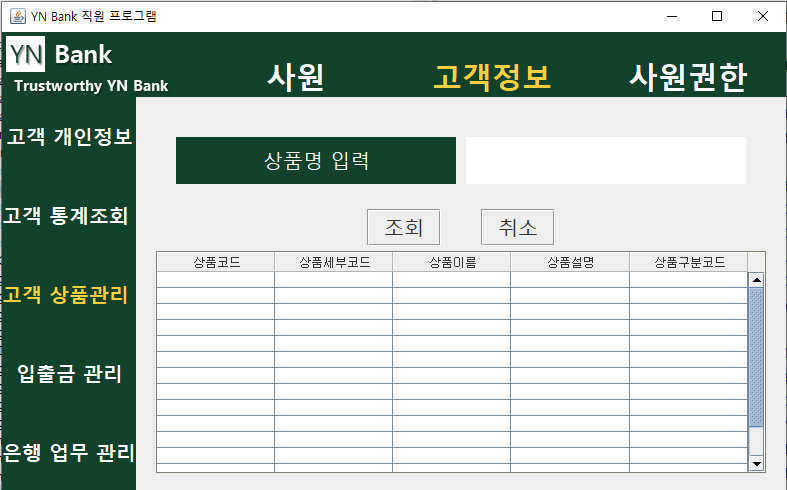 YN Bank 직원 프로그램
YN Bank
Trustworthy YN Bank
사원 고객정보 사원권한
고객 개인정보
고객 통계조회
고객 상품관리
입출금 관리
은행 업무 관리
상품명 입력
조회 취소
상품코드 상품세부코드 상품이름 상품설명 상품구분코드